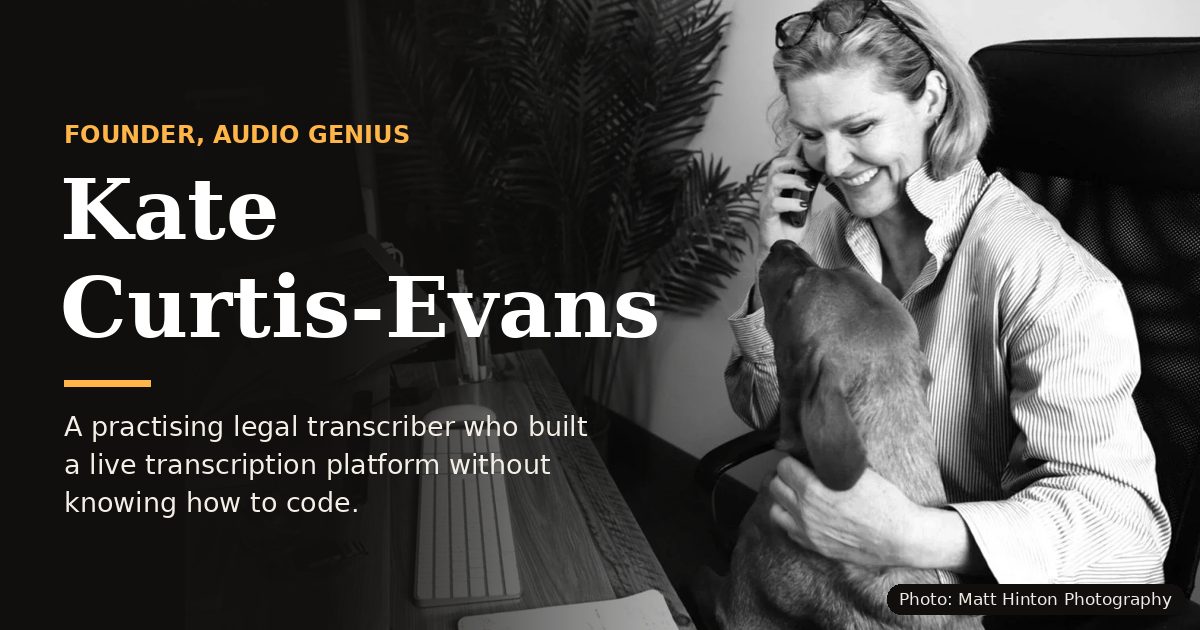 FOUNDER, AUDIO GENIUS
Kate
Curtis-Evans
A practising legal transcriber who built
a live transcription platform without
knowing how to code.
Photo: Matt Hinton Photography